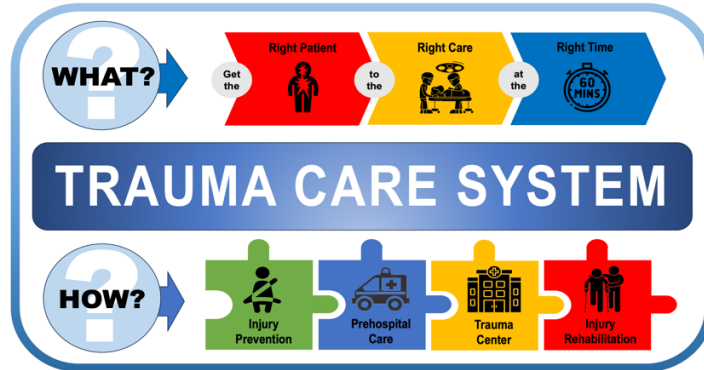 WHAT?
Get
the
Right Patient
to
the
Right Care
at
the
Right Time
60
MINS
TRAUMA CARE SYSTEM
HOW?
Injury
Prevention
Prehospital
Care
Trauma
Center
Injury
Rehabilitation